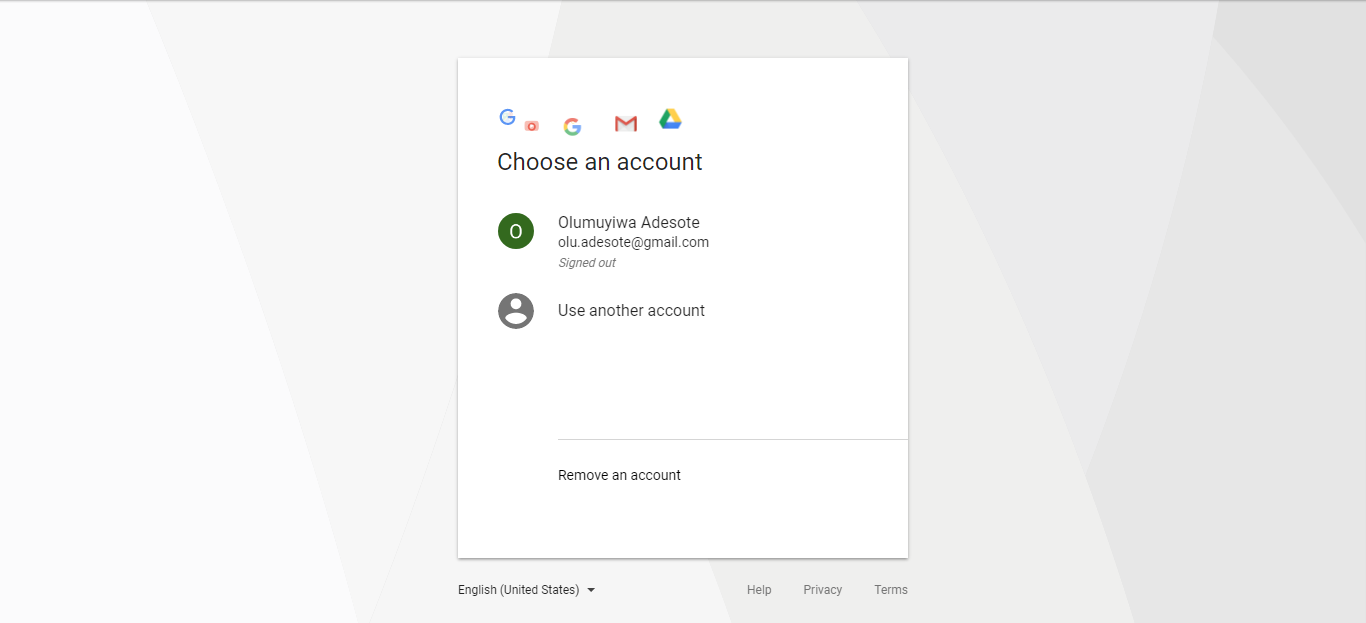 Choose an account
O
Olumuyiwa Adesote
olu.adesote@gmail.com
Signed out
Use another account
Remove an account
English (United States)
Help Privacy Terms